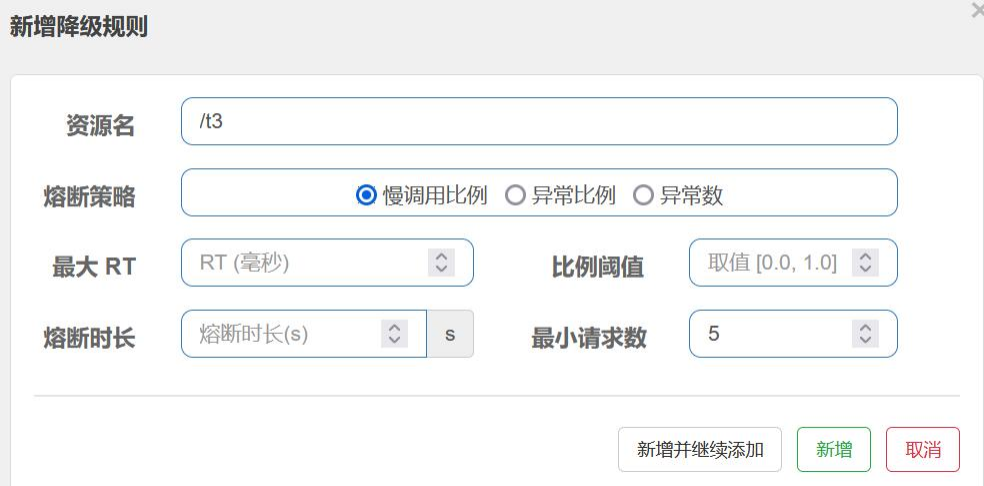 新增降级规则
×
资源名 /t3
熔断策略 慢调用比例 异常比例 异常数
最大 RT RT (毫秒) 比例阈值 取值 [0.0, 1.0]
熔断时长 熔断时长(s) s 最小请求数 5
新增并继续添加 新增 取消